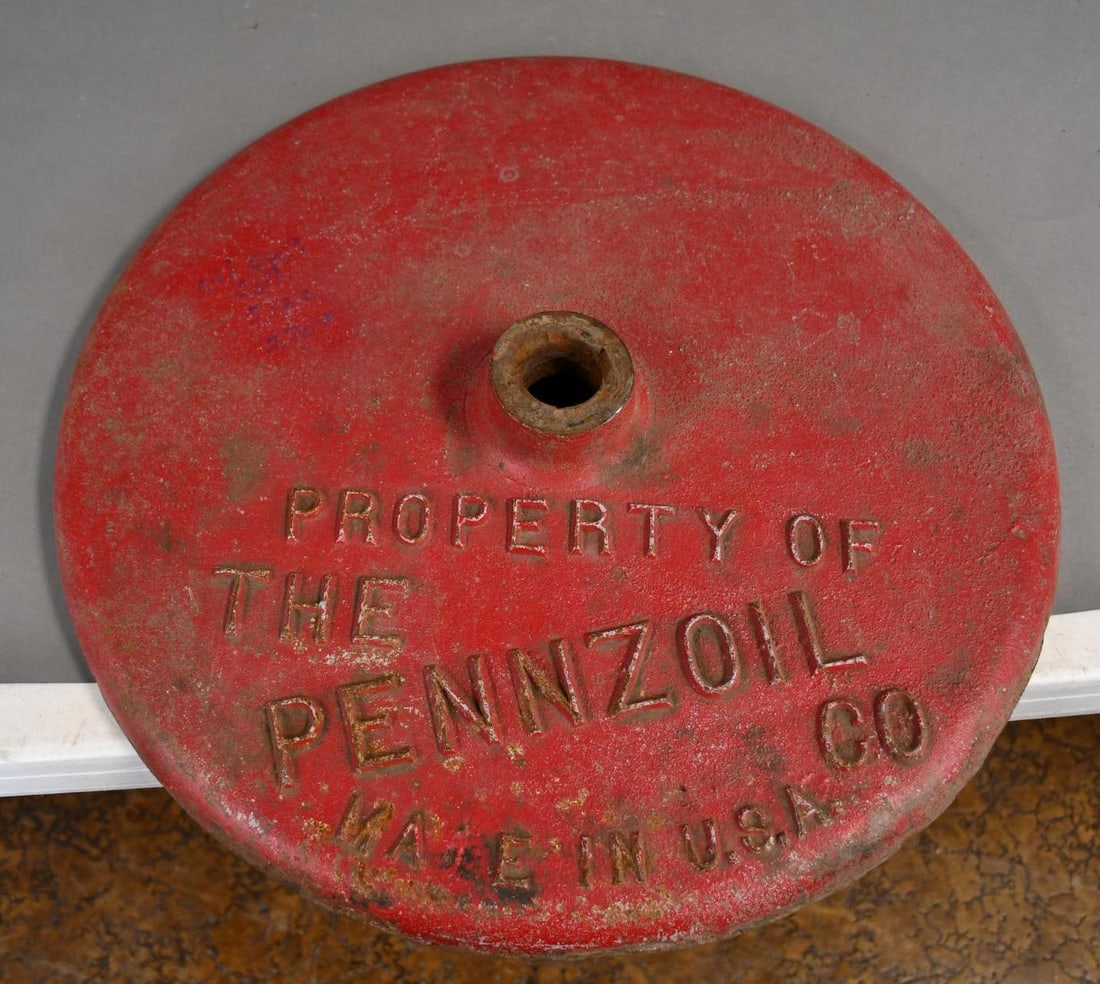 PROPERTY OF
THE
PENNZOIL
CO
MADE IN U.S.A